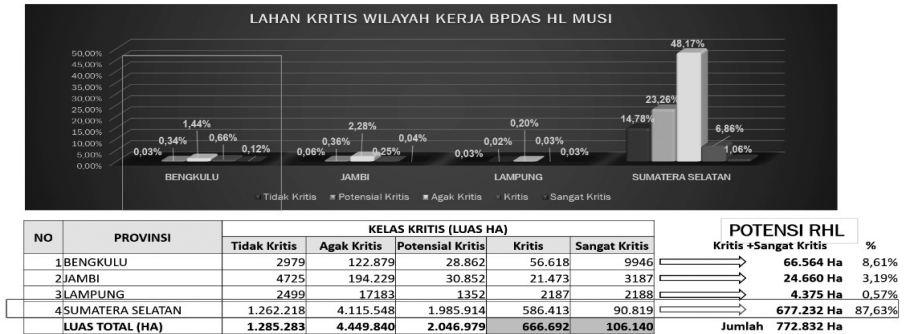 LAHAN KRITIS WILAYAH KERJA BPDAS HL MUSI
50,00%
45,00%
40,00%
35,00%
30,00%
25,00%
20,00%
15,00%
10,00%
5,00%
0,00%
0,03% 0,34% 1,44% 0,66% 0,12%
0,06% 0,36% 2,28% 0,25% 0,04%
0,03% 0,02% 0,20% 0,03% 0,03%
14,78% 23,26% 48,17% 6,86% 1,06%
BENGKULU JAMBI LAMPUNG SUMATERA SELATAN
Tidak Kritis Potensial Kritis Agak Kritis Kritis Sangat Kritis
NO PROVINSI KELAS KRITIS (LUAS HA) POTENSI RHL
Tidak Kritis Agak Kritis Potensial Kritis Kritis Sangat Kritis Kritis +Sangat Kritis %
1 BENGKULU 2979 122.879 28.862 56.618 9946 66.564 Ha 8,61%
2 JAMBI 4725 194.229 30.852 21.473 3187 24.660 Ha 3,19%
3 LAMPUNG 2499 17183 1352 2187 2188 4.375 Ha 0,57%
4 SUMATERA SELATAN 1.262.218 4.115.548 1.985.914 586.413 90.819 677.232 Ha 87,63%
LUAS TOTAL (HA) 1.285.283 4.449.840 2.046.979 666.692 106.140 Jumlah 772.832 Ha